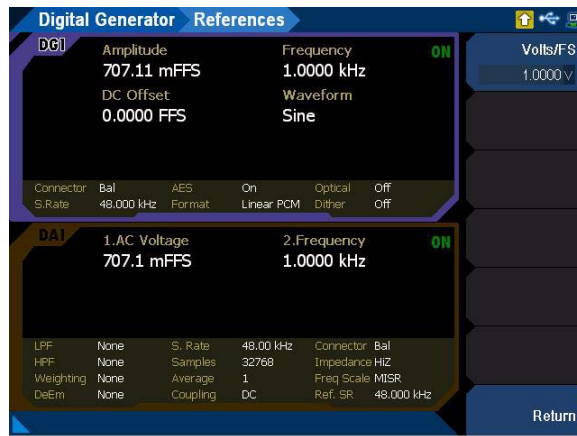 Digital Generator References
DG1
Amplitude Frequency ON
707.11 mFFS 1.0000 kHz
DC Offset Waveform
0.0000 FFS Sine
Connector Bal AES On Optical Off
S.Rate 48.000 kHz Format Linear PCM Dither Off
DA1
1.AC Voltage 2.Frequency ON
707.1 mFFS 1.0000 kHz
LPF None S. Rate 48.00 kHz Connector Bal
HPF None Samples 32768 Impedance HiZ
Weighting None Average 1 Freq Scale MISR
DeEm None Coupling DC Ref. SR 48.000 kHz
Volts/FS
1.0000 V
Return